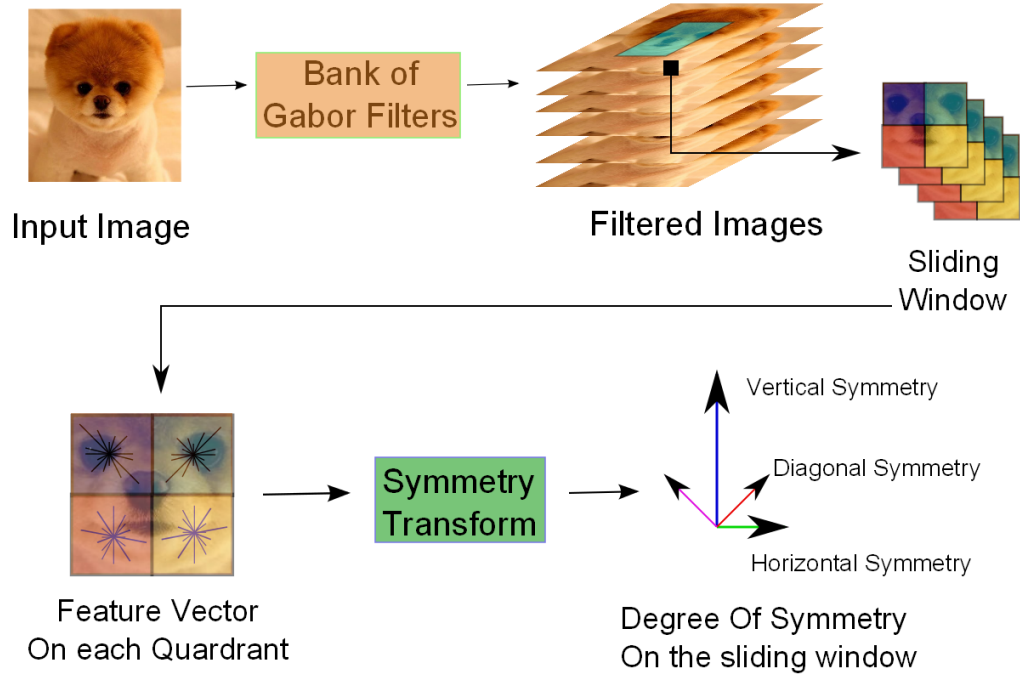 Bank of
Gabor Filters
Input Image
Filtered Images
Sliding
Window
Vertical Symmetry
Diagonal Symmetry
Horizontal Symmetry
Symmetry
Transform
Feature Vector
On each Quardrant
Degree Of Symmetry
On the sliding window